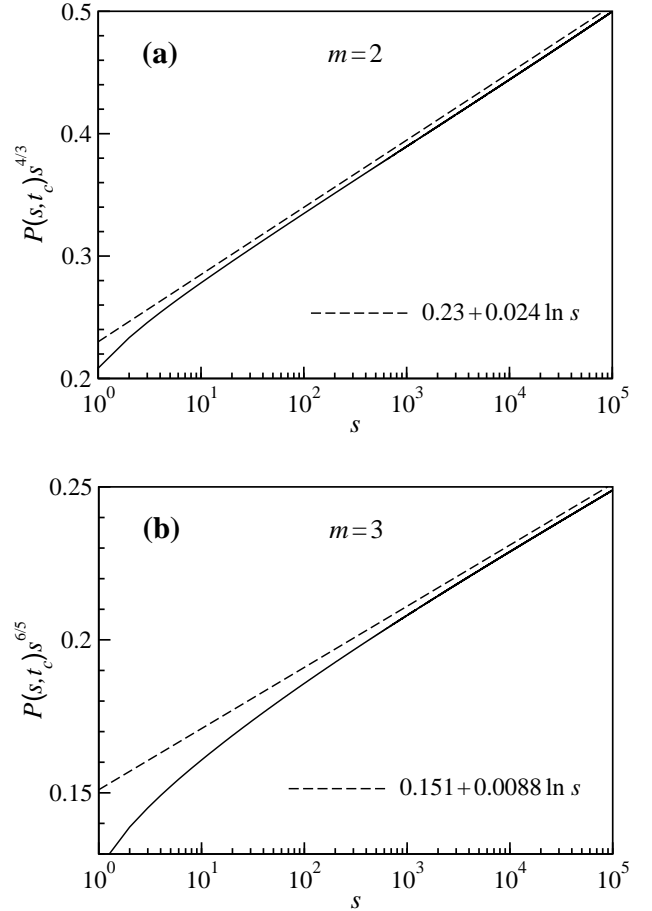 0.5
(a)
m=2
0.4
P(s,t_c)s^{4/3}
0.3
0.23+0.024 ln s
0.2
10^0 10^1 10^2 10^3 10^4 10^5
s
0.25
(b)
m=3
0.2
P(s,t_c)s^{6/5}
0.15
0.151+0.0088 ln s
10^0 10^1 10^2 10^3 10^4 10^5
s